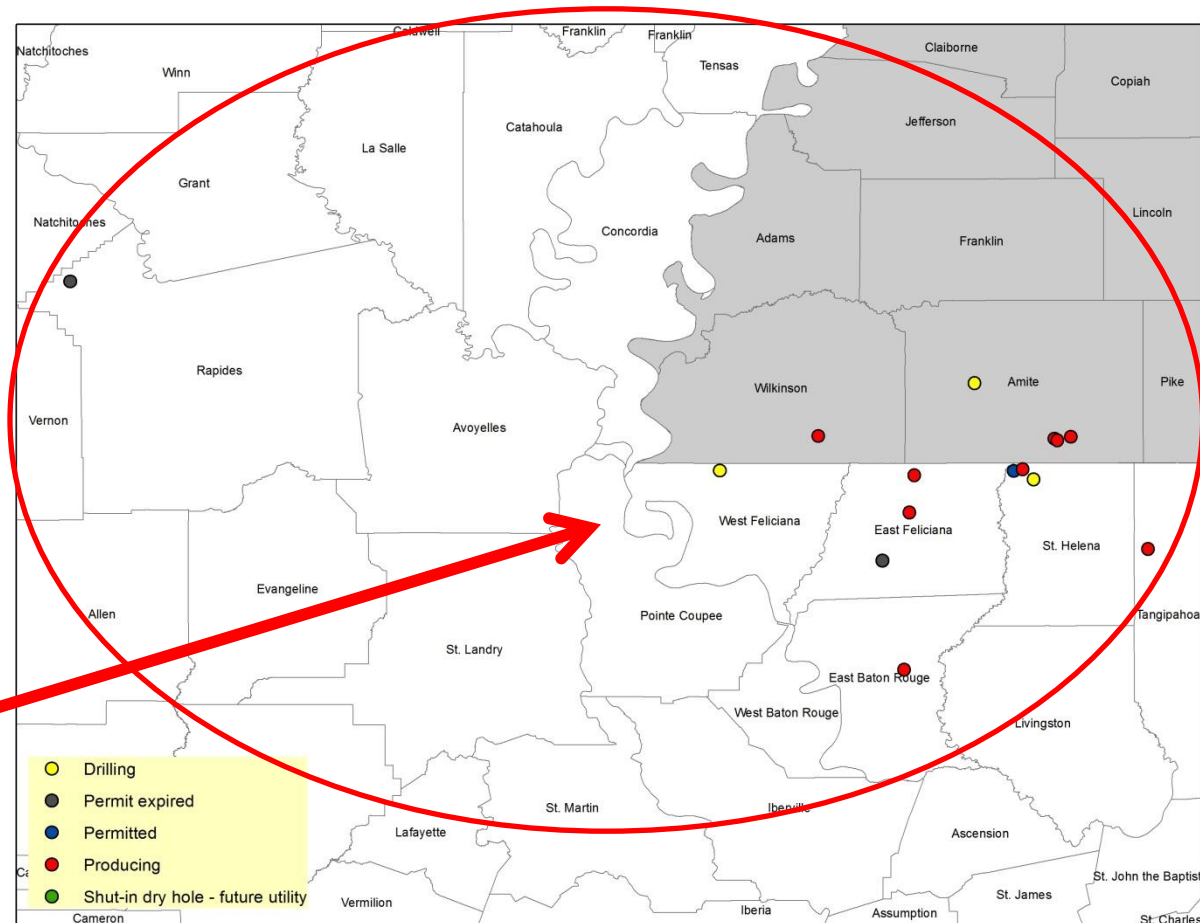 Natchitoches
Winn
Caldwell
Franklin
Franklin
Tensas
Claiborne
Copiah
Jefferson
La Salle
Catahoula
Grant
Natchitoches
Concordia
Adams
Franklin
Lincoln
Rapides
Vernon
Avoyelles
Wilkinson
Amite
Pike
West Feliciana
East Feliciana
St. Helena
Evangeline
Allen
Pointe Coupee
Tangipahoa
St. Landry
East Baton Rouge
West Baton Rouge
Livingston
Drilling
Permit expired
Permitted
Producing
Shut-in dry hole - future utility
St. Martin
Iberville
Lafayette
Ascension
St. John the Baptist
Vermilion
St. James
Cameron
Iberia
Assumption
St. Charles